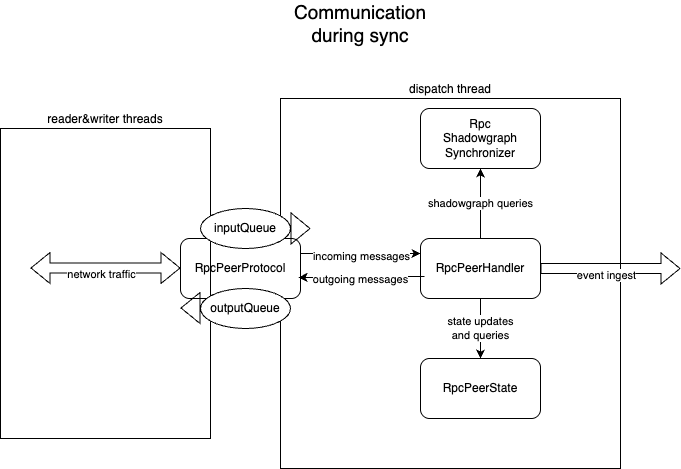 Communication
during sync
dispatch thread
reader&writer threads
Rpc
Shadowgraph
Synchronizer
shadowgraph queries
inputQueue
incoming messages
RpcPeerProtocol
RpcPeerHandler
network traffic
event ingest
outgoing messages
outputQueue
state updates
and queries
RpcPeerState